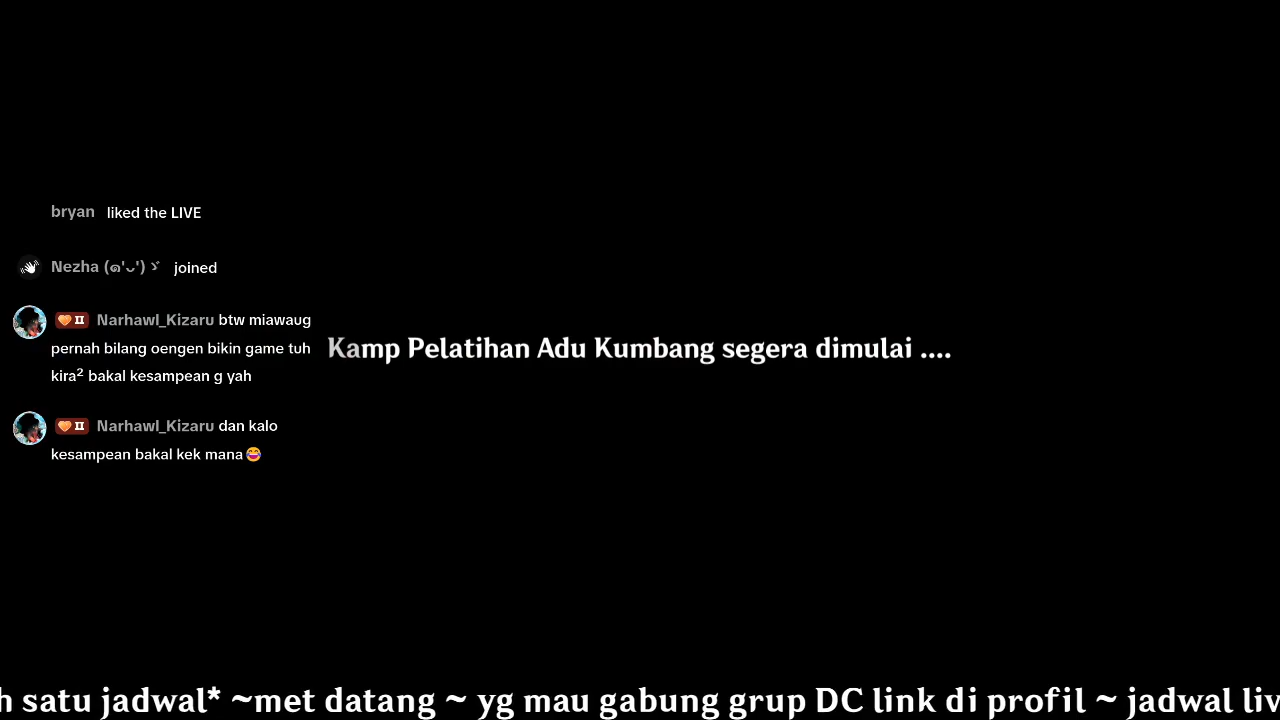 bryan liked the LIVE
Nezha (๑'ᴗ')ゞ joined
II Narhawl_Kizaru btw miawaug
pernah bilang oengen bikin game tuh
kira² bakal kesampean g yah
Kamp Pelatihan Adu Kumbang segera dimulai ....
II Narhawl_Kizaru dan kalo
kesampean bakal kek mana😂
h satu jadwal* ~met datang ~ yg mau gabung grup DC link di profil ~ jadwal liv